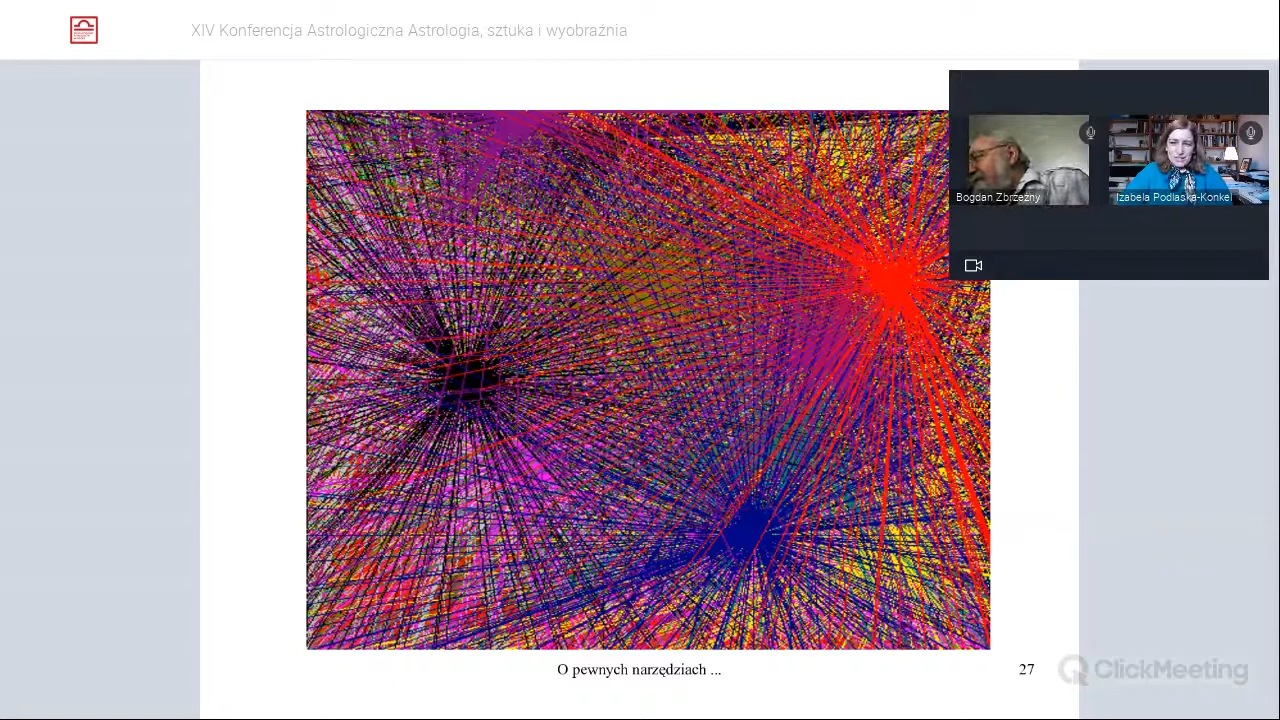 XIV Konferencja Astrologiczna Astrologia, sztuka i wyobraźnia
Bogdan Zbrzeźny
Izabela Podlaska-Konkel
O pewnych narzędziach ...
27
ClickMeeting